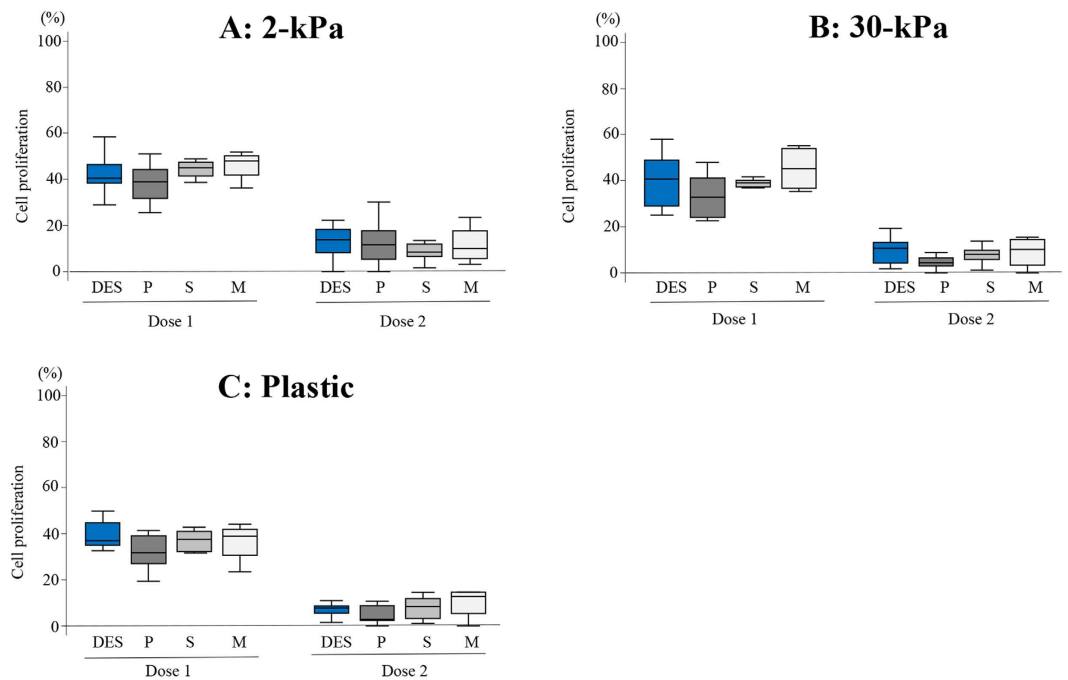 (%)
A: 2-kPa
100
80
60
40
20
0
Cell proliferation
DES P S M DES P S M
Dose 1 Dose 2
(%)
B: 30-kPa
100
80
60
40
20
0
Cell proliferation
DES P S M DES P S M
Dose 1 Dose 2
(%)
C: Plastic
100
80
60
40
20
0
Cell proliferation
DES P S M DES P S M
Dose 1 Dose 2